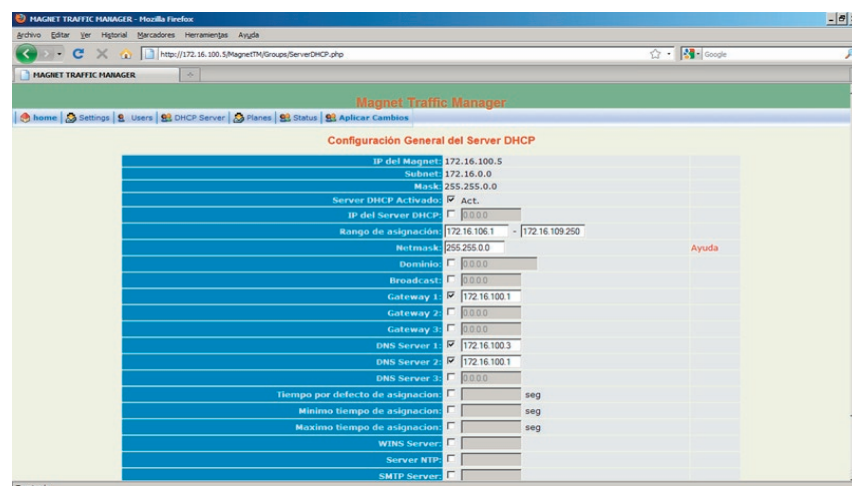 MAGNET TRAFFIC MANAGER - Mozilla Firefox
Archivo Editar Ver Historial Marcadores Herramientas Ayuda
http://172.16.100.5/MagnetTM/Groups/ServerDHCP.php
Google
MAGNET TRAFFIC MANAGER
Magnet Traffic Manager
home Settings Users DHCP Server Planes Status Aplicar Cambios
Configuración General del Server DHCP
IP del Magnet: 172.16.100.5
Subnet: 172.16.0.0
Mask: 255.255.0.0
Server DHCP Activado: Act.
IP del Server DHCP: 0.0.0.0
Rango de asignación: 172.16.106.1 - 172.16.109.250
Netmask: 255.255.0.0 Ayuda
Dominio: 0.0.0.0
Broadcast: 0.0.0.0
Gateway 1: 172.16.100.1
Gateway 2: 0.0.0.0
Gateway 3: 0.0.0.0
DNS Server 1: 172.16.100.3
DNS Server 2: 172.16.100.1
DNS Server 3: 0.0.0.0
Tiempo por defecto de asignacion: seg
Minimo tiempo de asignacion: seg
Maximo tiempo de asignacion: seg
WINS Server:
Server NTP:
SMTP Server: